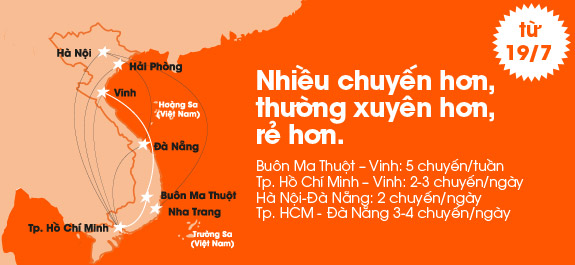 từ
19/7
Hà Nội
Hải Phòng
Vinh
Hoàng Sa
(Việt Nam)
Đà Nẵng
Buôn Ma Thuột
Nha Trang
Tp. Hồ Chí Minh
Trường Sa
(Việt Nam)
Nhiều chuyến hơn,
thường xuyên hơn,
rẻ hơn.
Buôn Ma Thuột – Vinh: 5 chuyến/tuần
Tp. Hồ Chí Minh – Vinh: 2-3 chuyến/ngày
Hà Nội-Đà Nẵng: 2 chuyến/ngày
Tp. HCM - Đà Nẵng 3-4 chuyến/ngày